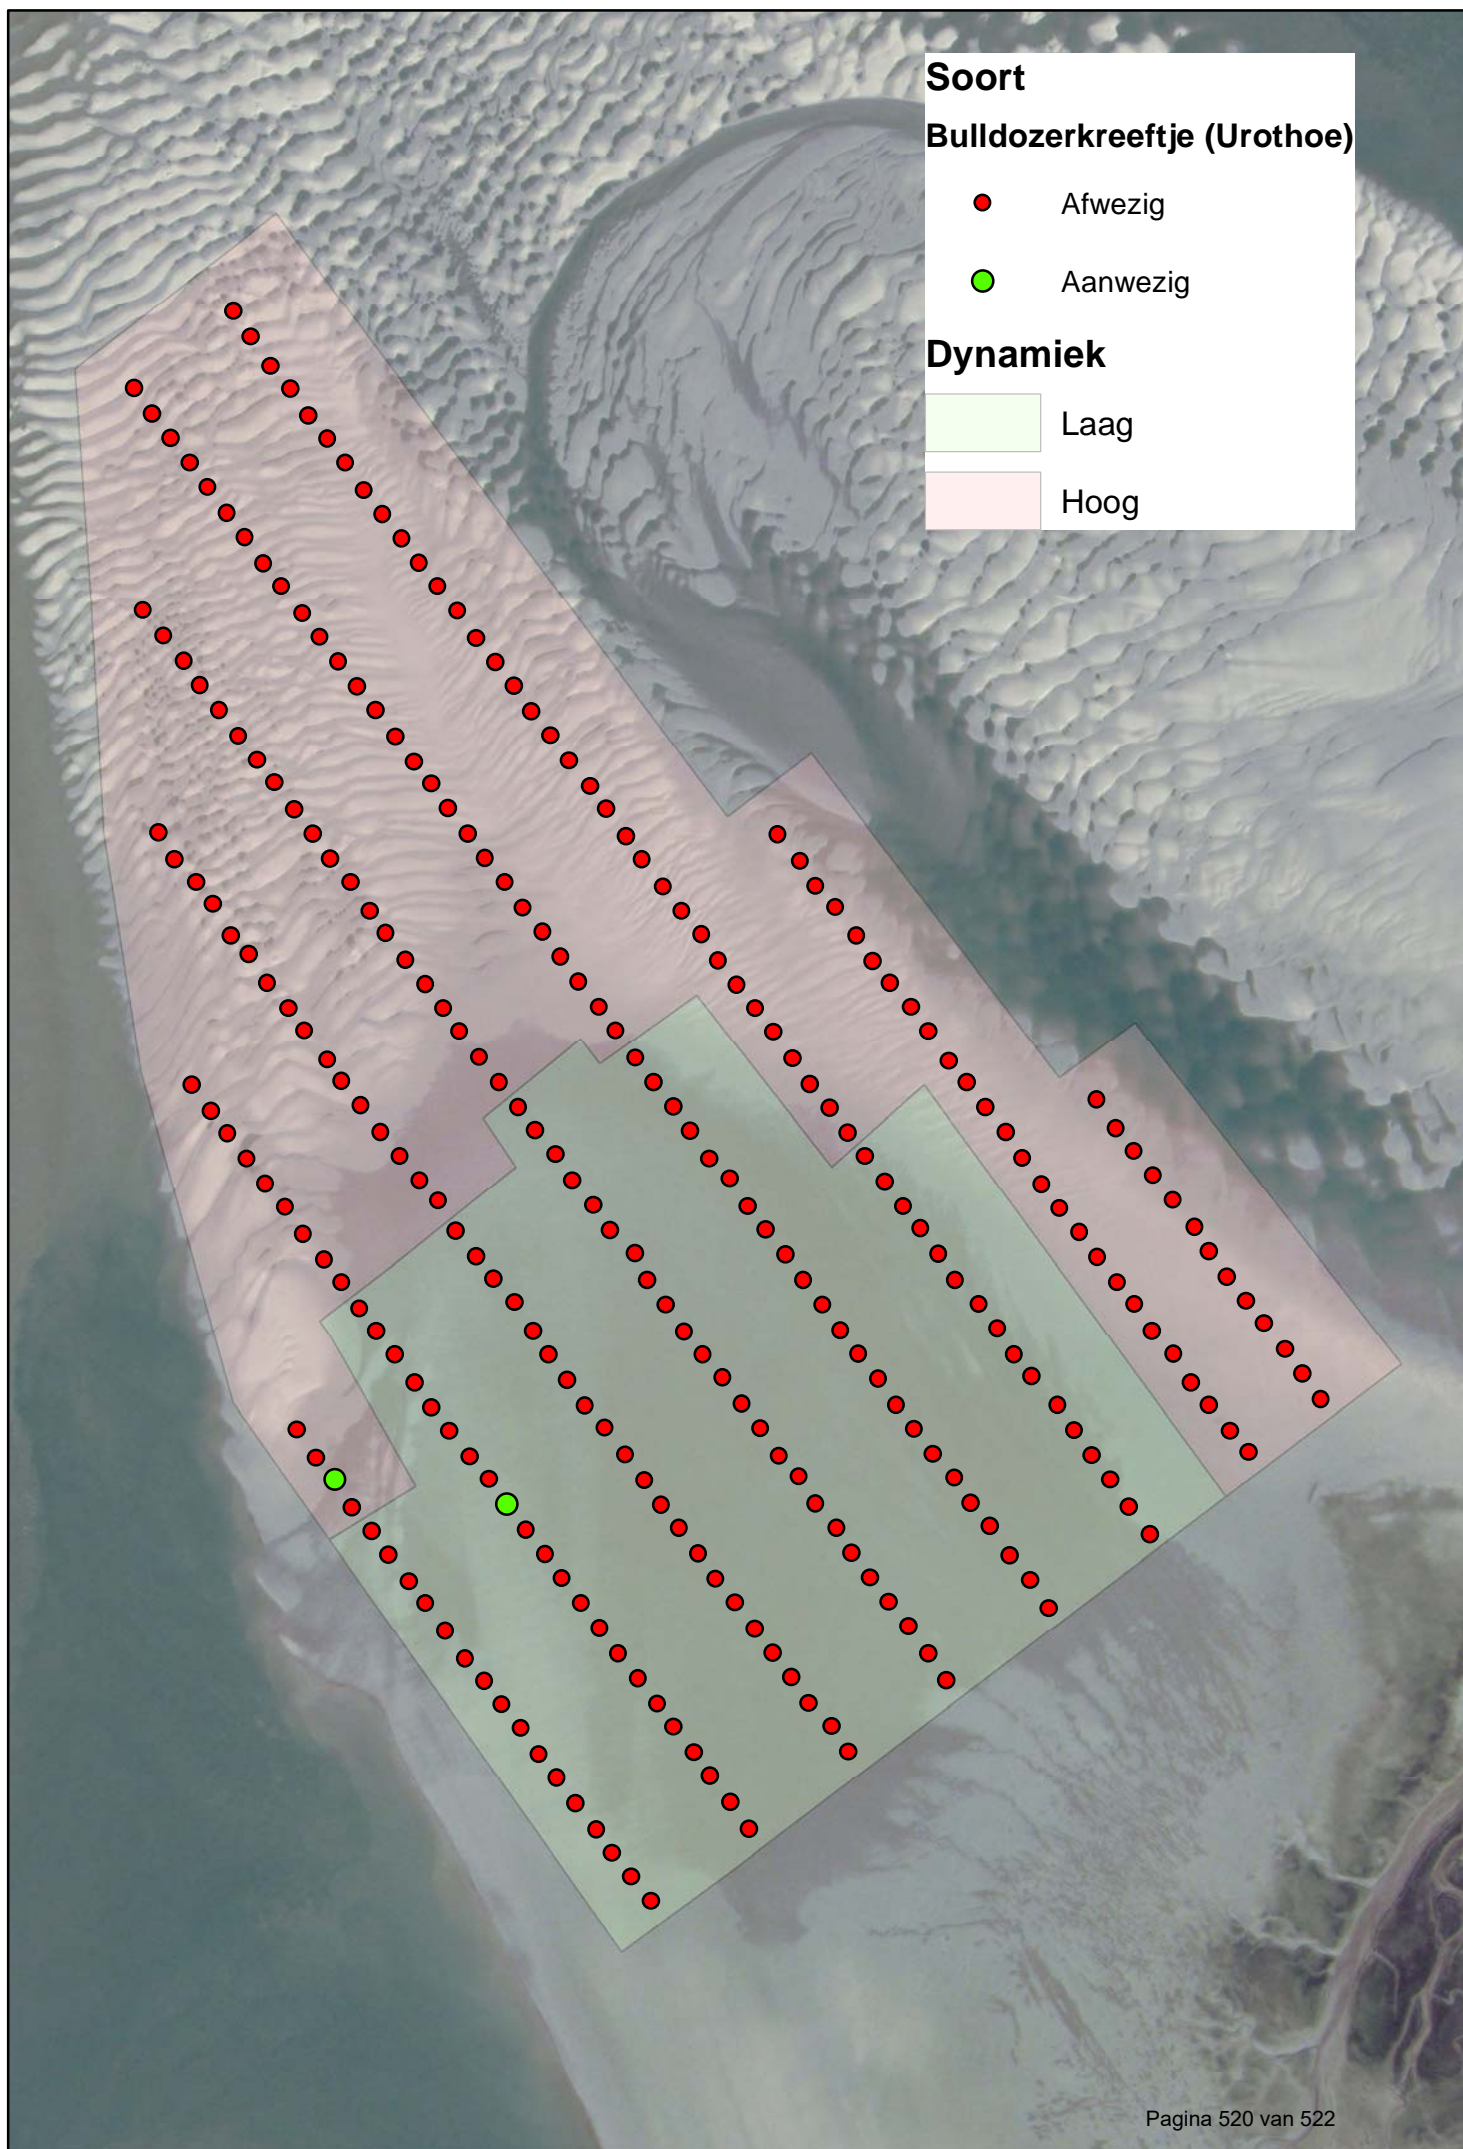 Soort
Bulldozerkreeftje (Urothoe)
Afwezig
Aanwezig
Dynamiek
Laag
Hoog
Pagina 520 van 522